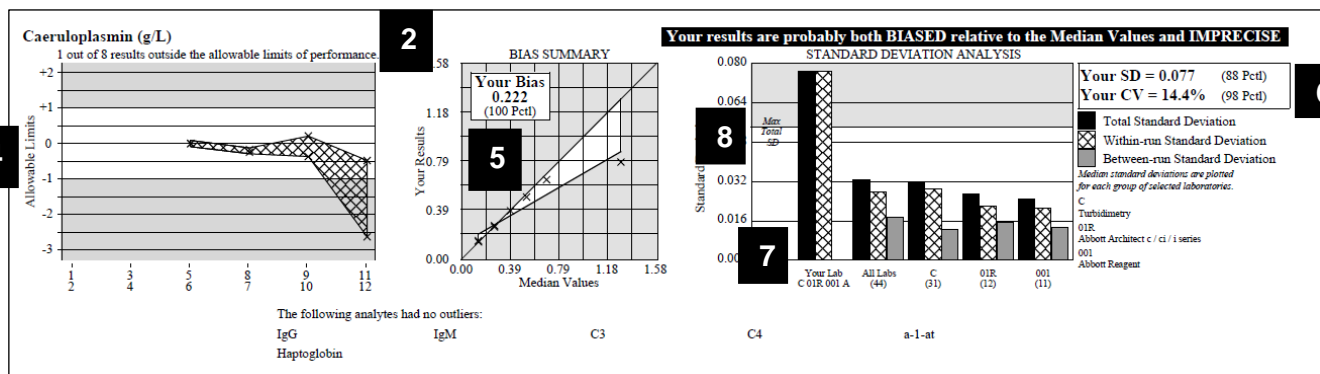 Caeruloplasmin (g/L)
1 out of 8 results outside the allowable limits of performance.
2
Your results are probably both BIASED relative to the Median Values and IMPRECISE
Allowable Limits
+2
+1
0
-1
-2
-3
1 3 5 8 9 11
2 4 6 7 10 12
BIAS SUMMARY
Your Bias
0.222
(100 Pctl)
5
Your Results
.58
1.18
0.79
0.39
0.00
0.00 0.39 0.79 1.18 1.58
Median Values
STANDARD DEVIATION ANALYSIS
0.080
0.064
0.032
0.016
0.00
Max
Total
SD
8
7
Standard
Your Lab All Labs C 01R 001
C 01R 001 A (44) (31) (12) (11)
Your SD = 0.077 (88 Pctl)
Your CV = 14.4% (98 Pctl)
Total Standard Deviation
Within-run Standard Deviation
Between-run Standard Deviation
Median standard deviations are plotted
for each group of selected laboratories.
C
Turbidimetry
01R
Abbott Architect c / ci / i series
001
Abbott Reagent
The following analytes had no outliers:
IgG IgM C3 C4 a-1-at
Haptoglobin